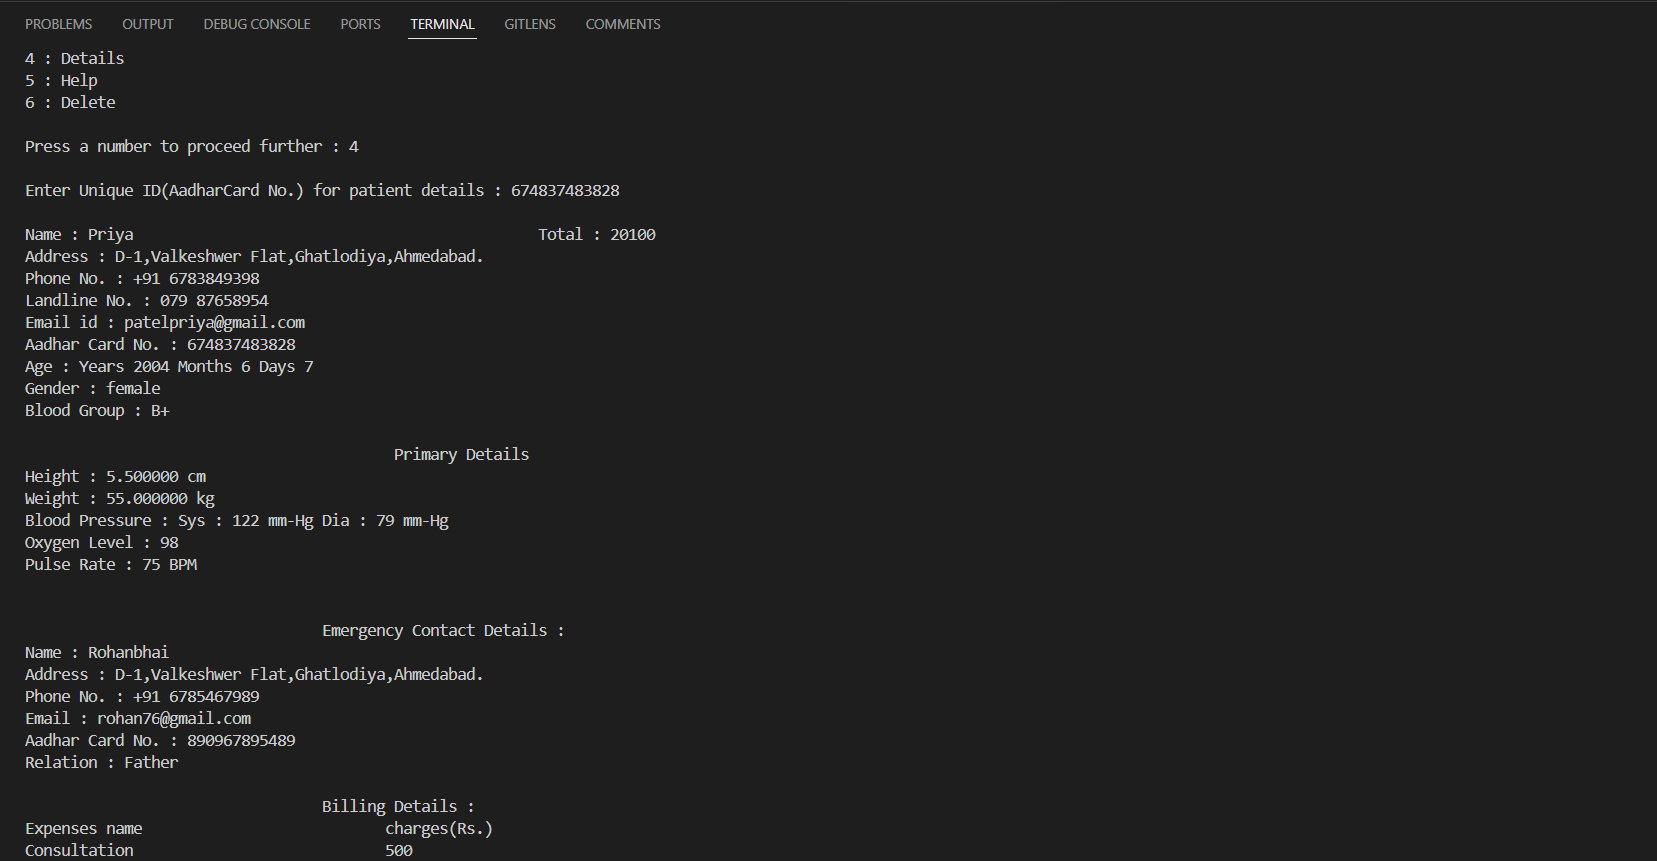 PROBLEMS OUTPUT DEBUG CONSOLE PORTS TERMINAL GITLENS COMMENTS
4 : Details
5 : Help
6 : Delete
Press a number to proceed further : 4
Enter Unique ID(AadharCard No.) for patient details : 674837483828
Name : Priya Total : 20100
Address : D-1,Valkeshwer Flat,Ghatlodiya,Ahmedabad.
Phone No. : +91 6783849398
Landline No. : 079 87658954
Email id : patelpriya@gmail.com
Aadhar Card No. : 674837483828
Age : Years 2004 Months 6 Days 7
Gender : female
Blood Group : B+
Primary Details
Height : 5.500000 cm
Weight : 55.000000 kg
Blood Pressure : Sys : 122 mm-Hg Dia : 79 mm-Hg
Oxygen Level : 98
Pulse Rate : 75 BPM
Emergency Contact Details :
Name : Rohanbhai
Address : D-1,Valkeshwer Flat,Ghatlodiya,Ahmedabad.
Phone No. : +91 6785467989
Email : rohan76@gmail.com
Aadhar Card No. : 890967895489
Relation : Father
Billing Details :
Expenses name charges(Rs.)
Consultation 500